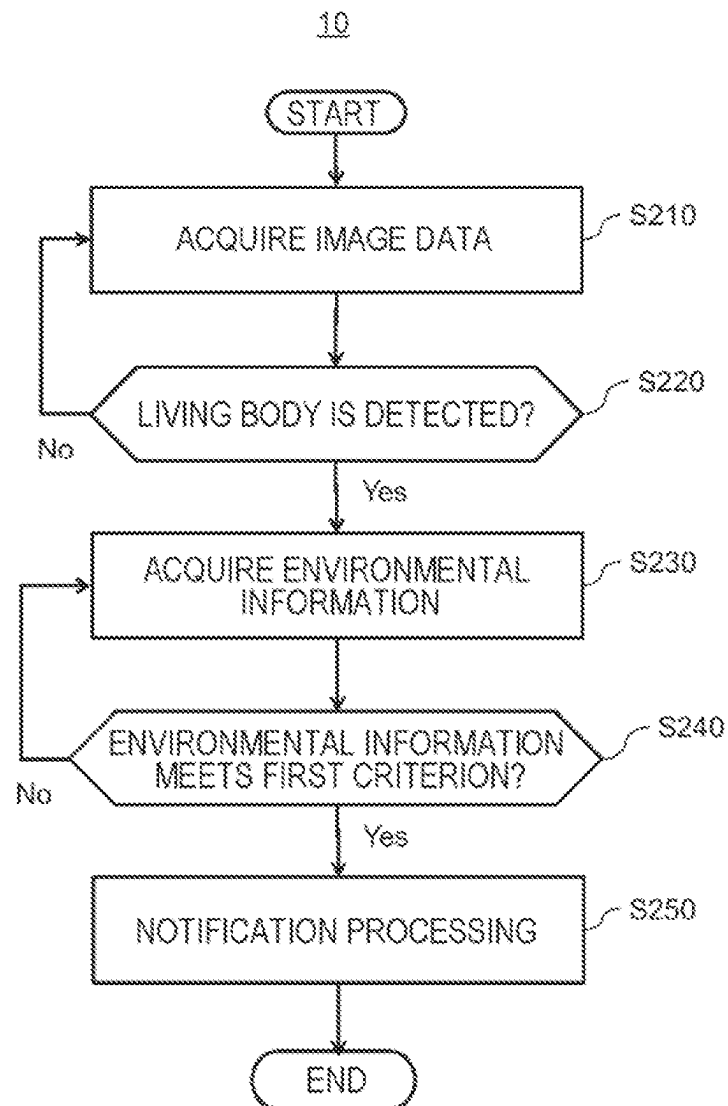 10
START
ACQUIRE IMAGE DATA
S210
LIVING BODY IS DETECTED?
S220
No
Yes
ACQUIRE ENVIRONMENTAL
INFORMATION
S230
ENVIRONMENTAL INFORMATION
MEETS FIRST CRITERION?
S240
No
Yes
NOTIFICATION PROCESSING
S250
END